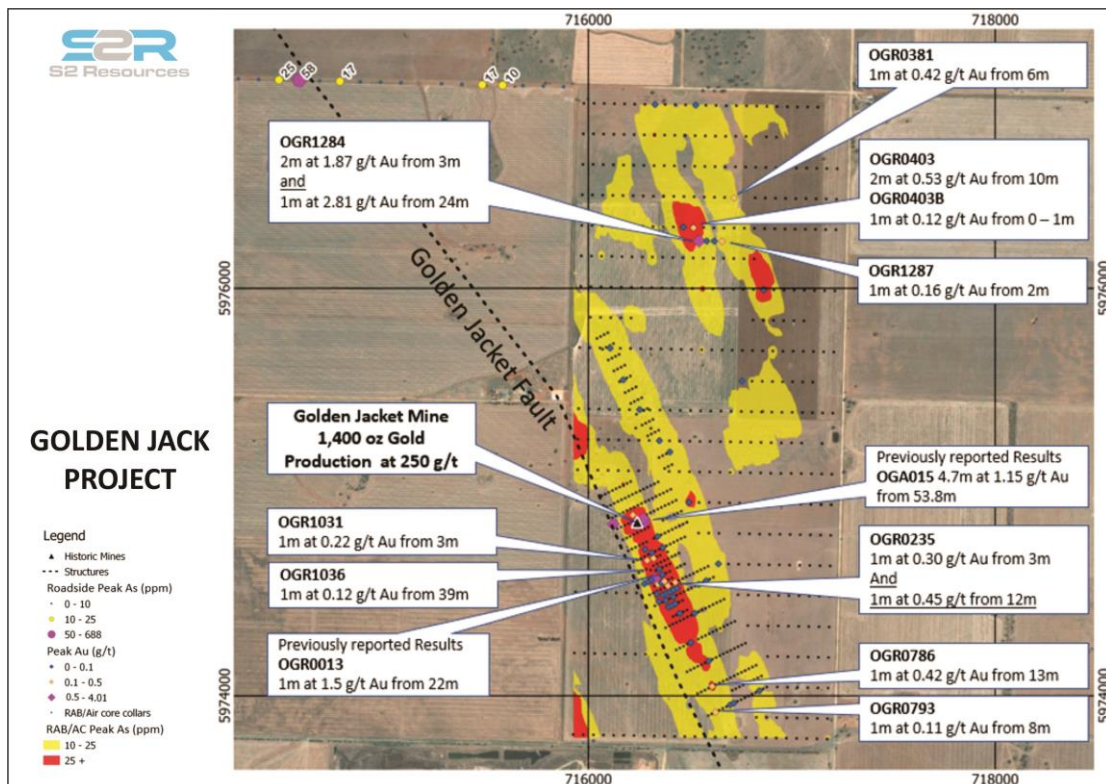 S2R
S2 Resources
716000
718000
25
58
17
17
10
OGR0381
1m at 0.42 g/t Au from 6m
OGR1284
2m at 1.87 g/t Au from 3m
and
1m at 2.81 g/t Au from 24m
OGR0403
2m at 0.53 g/t Au from 10m
OGR0403B
1m at 0.12 g/t Au from 0 – 1m
OGR1287
1m at 0.16 g/t Au from 2m
5976000
5976000
Golden Jacket Fault
GOLDEN JACK
PROJECT
Golden Jacket Mine
1,400 oz Gold
Production at 250 g/t
Previously reported Results
OGA015 4.7m at 1.15 g/t Au
from 53.8m
OGR1031
1m at 0.22 g/t Au from 3m
OGR0235
1m at 0.30 g/t Au from 3m
And
1m at 0.45 g/t from 12m
OGR1036
1m at 0.12 g/t Au from 39m
Previously reported Results
OGR0013
1m at 1.5 g/t Au from 22m
OGR0786
1m at 0.42 g/t Au from 13m
OGR0793
1m at 0.11 g/t Au from 8m
5974000
5974000
Legend
Historic Mines
Structures
Roadside Peak As (ppm)
0 - 10
10 - 25
50 - 688
Peak Au (g/t)
0 - 0.1
0.1 - 0.5
0.5 - 4.01
RAB/Air core collars
RAB/AC Peak As (ppm)
10 - 25
25 +
716000
718000